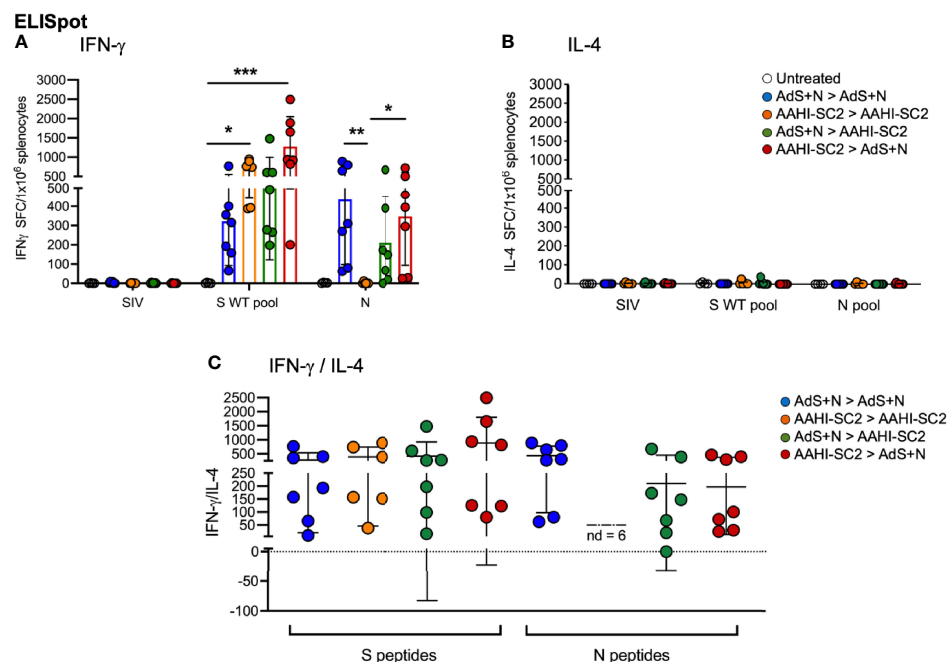 ELISpot
A IFN-γ
B IL-4
IFNγ SFC/1x10⁶ splenocytes
3000
2500
2000
1500
1000
500
500
400
300
200
100
0
***
*
**
*
SIV S WT pool N
IL-4 SFC/1x10⁶ splenocytes
3000
2500
2000
1500
1000
500
500
400
300
200
100
0
SIV S WT pool N pool
Untreated
AdS+N > AdS+N
AAHI-SC2 > AAHI-SC2
AdS+N > AAHI-SC2
AAHI-SC2 > AdS+N
C IFN-γ / IL-4
IFN-γ/IL-4
2500
2000
1500
1000
500
250
200
150
100
50
0
-50
-100
nd = 6
S peptides N peptides
AdS+N > AdS+N
AAHI-SC2 > AAHI-SC2
AdS+N > AAHI-SC2
AAHI-SC2 > AdS+N